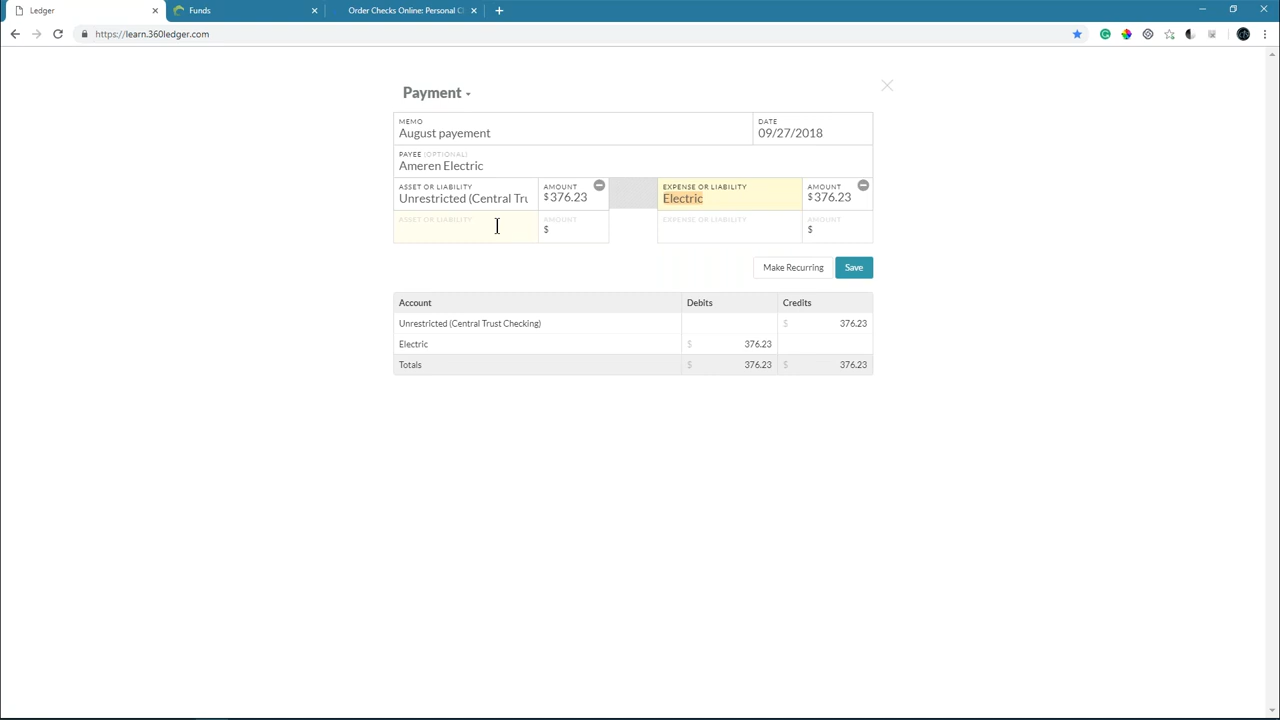 Ledger
Funds
Order Checks Online: Personal C
https://learn.360ledger.com
Payment
MEMO
August payement
DATE
09/27/2018
PAYEE (OPTIONAL)
Ameren Electric
ASSET OR LIABILITY
Unrestricted (Central Tru
AMOUNT
$376.23
EXPENSE OR LIABILITY
Electric
AMOUNT
$376.23
ASSET OR LIABILITY
AMOUNT
$
EXPENSE OR LIABILITY
AMOUNT
$
Make Recurring
Save
Account Debits Credits
Unrestricted (Central Trust Checking) $ 376.23
Electric $ 376.23
Totals $ 376.23 $ 376.23